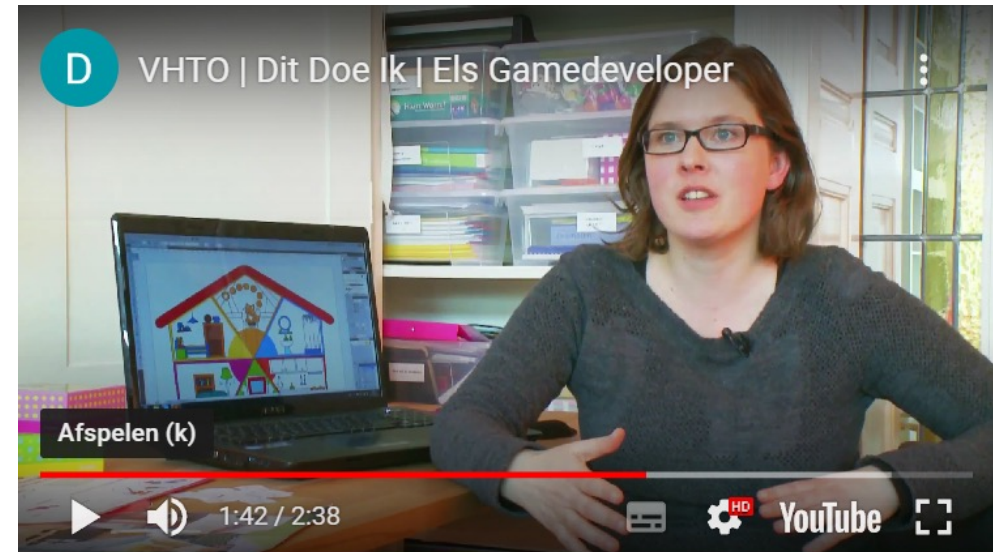 D
VHTO | Dit Doe Ik | Els Gamedeveloper
Afspelen (k)
1:42 / 2:38
HD
YouTube